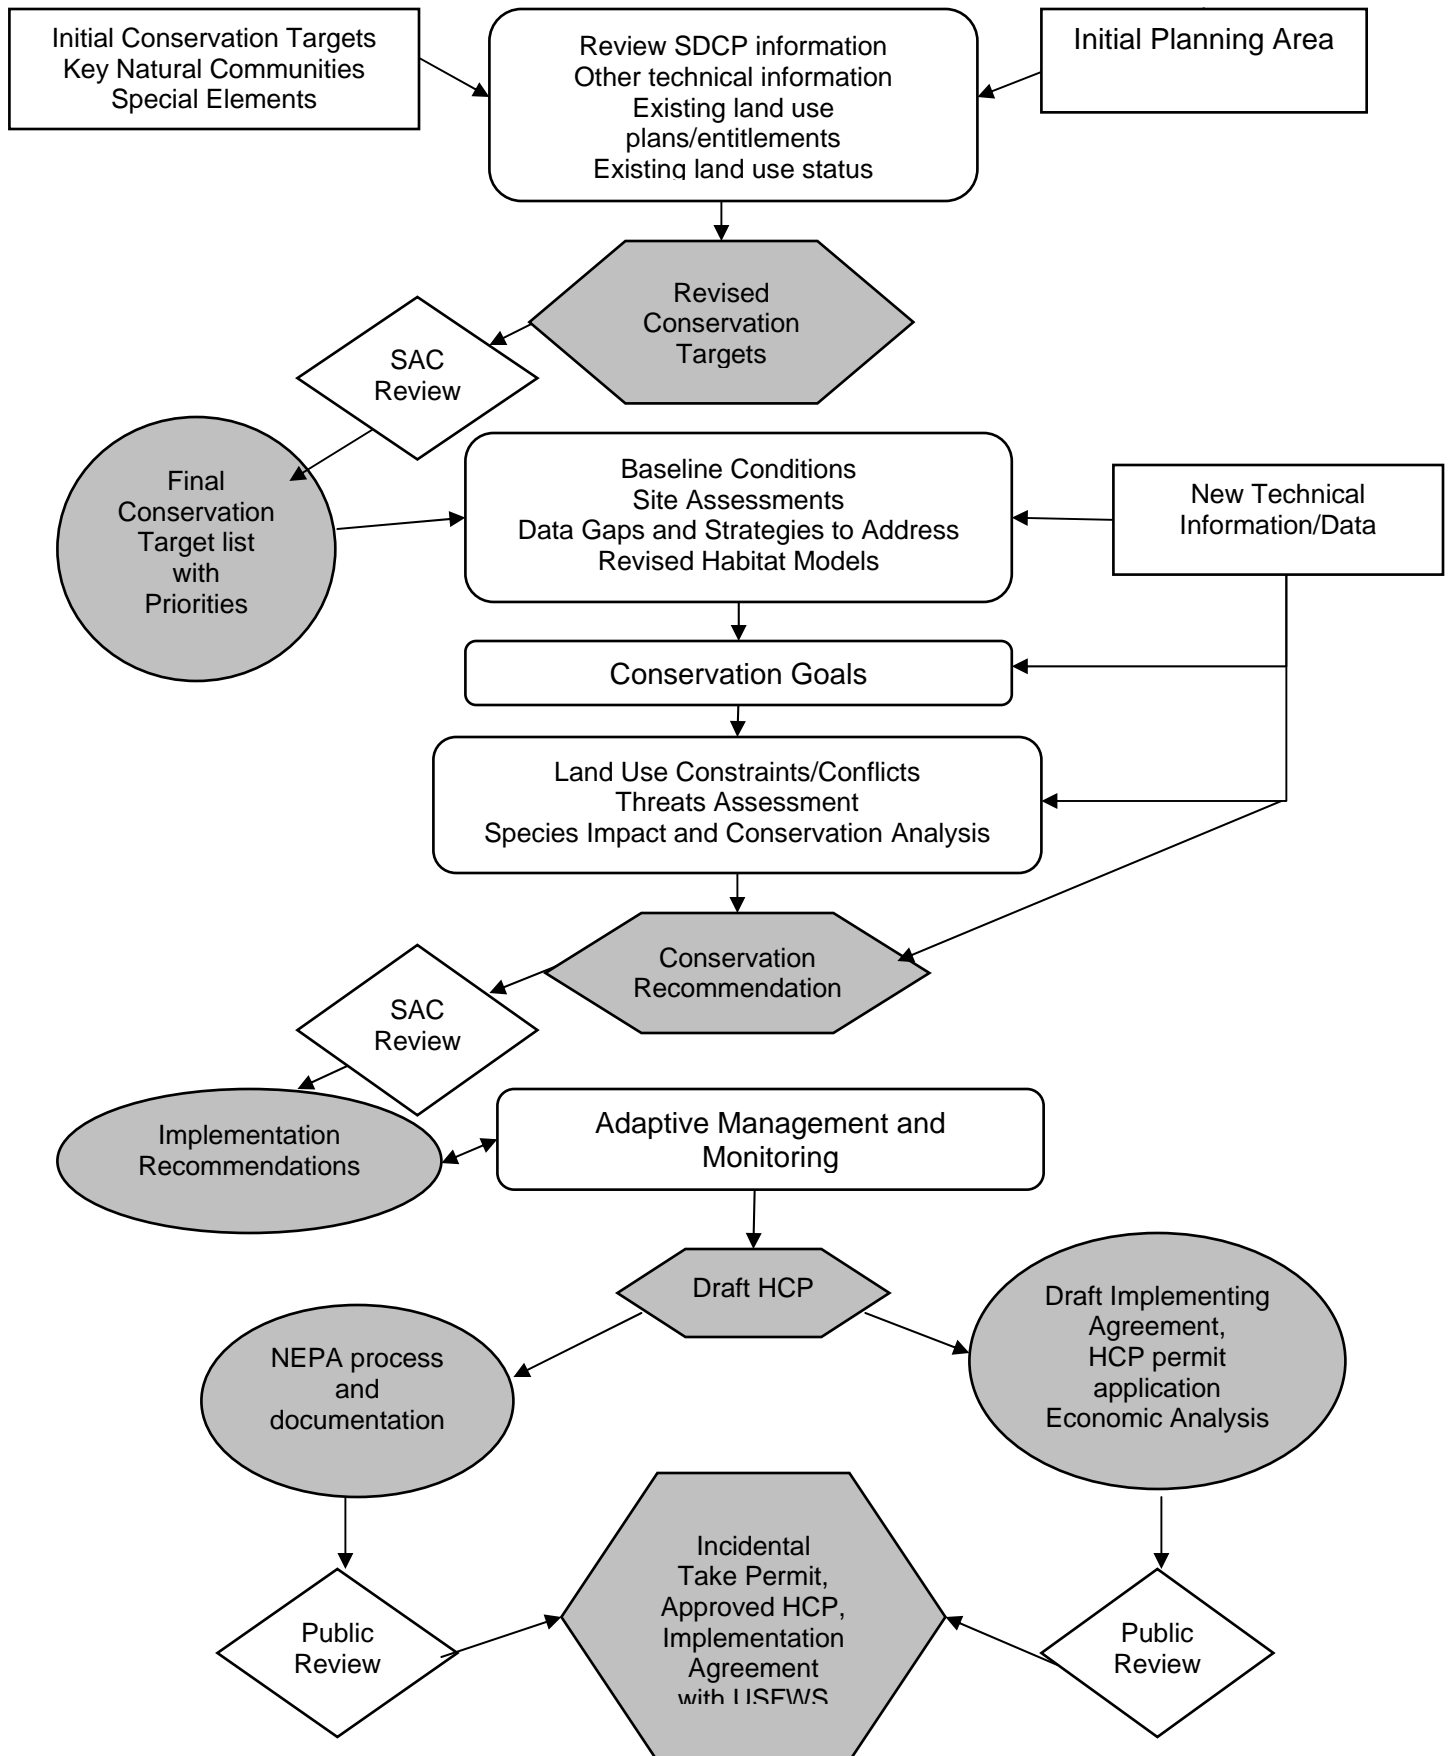 Initial Conservation Targets
Key Natural Communities
Special Elements
Review SDCP information
Other technical information
Existing land use
plans/entitlements
Existing land use status
Initial Planning Area
Revised
Conservation
Targets
SAC
Review
Final
Conservation
Target list
with
Priorities
Baseline Conditions
Site Assessments
Data Gaps and Strategies to Address
Revised Habitat Models
New Technical
Information/Data
Conservation Goals
Land Use Constraints/Conflicts
Threats Assessment
Species Impact and Conservation Analysis
Conservation
Recommendation
SAC
Review
Implementation
Recommendations
Adaptive Management and
Monitoring
Draft HCP
NEPA process
and
documentation
Draft Implementing
Agreement,
HCP permit
application
Economic Analysis
Public
Review
Incidental
Take Permit,
Approved HCP,
Implementation
Agreement
with USFWS
Public
Review